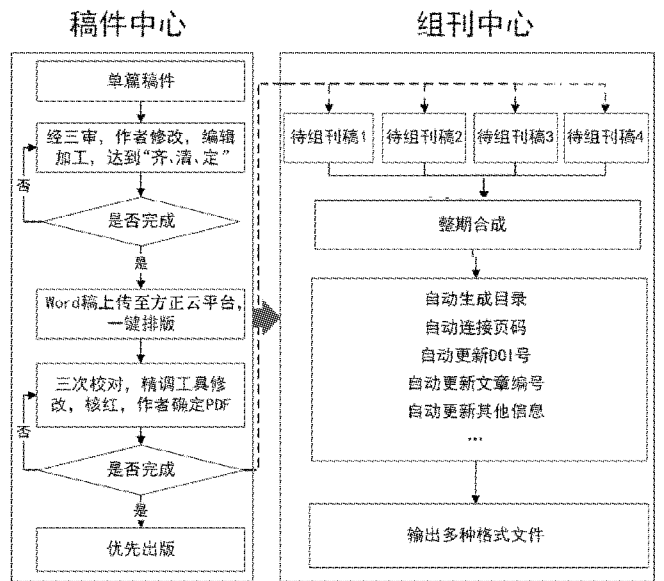 稿件中心
单篇稿件
经三审，作者修改，编辑
加工，达到“齐、清、定”
否
是否完成
是
Word稿上传至方正云平台，
一键排版
三次校对，精调工具修
改，核红，作者确定PDF
否
是否完成
是
优先出版
组刊中心
待组刊稿1
待组刊稿2
待组刊稿3
待组刊稿4
整期合成
自动生成目录
自动连接页码
自动更新DOI号
自动更新文章编号
自动更新其他信息
...
输出多种格式文件